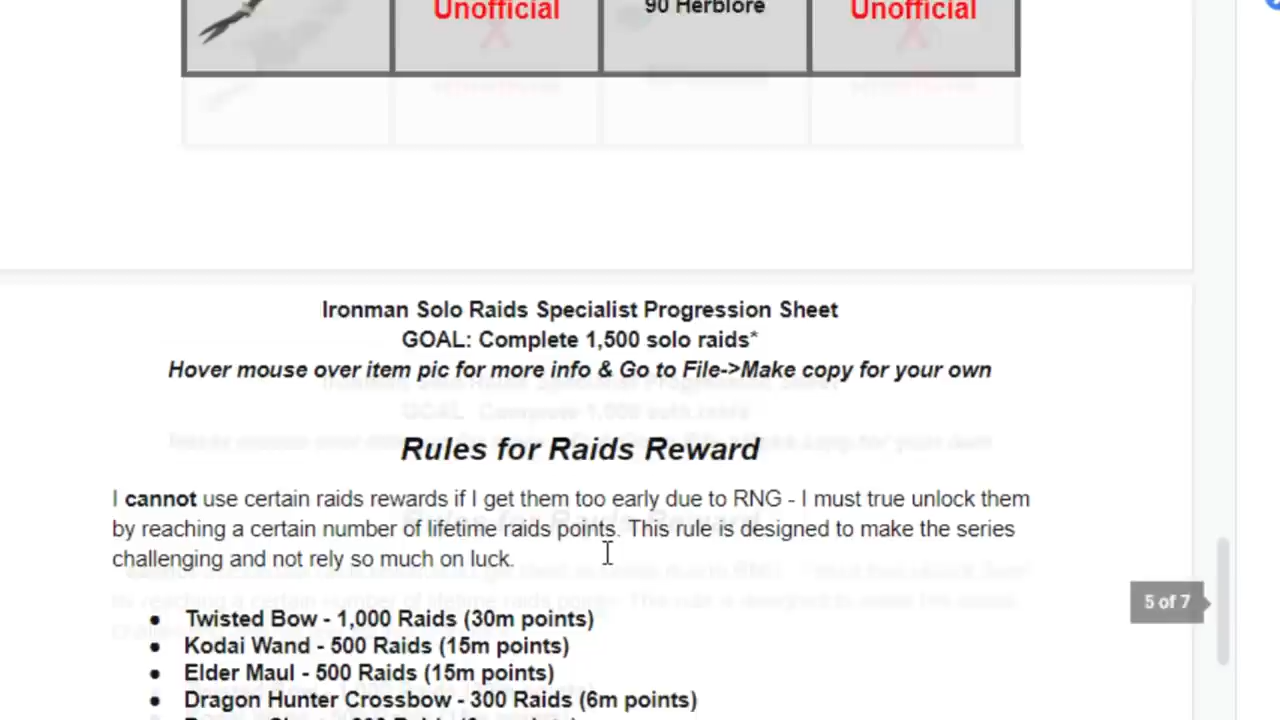 Unofficial 90 Herblore Unofficial
Ironman Solo Raids Specialist Progression Sheet
GOAL: Complete 1,500 solo raids*
Hover mouse over item pic for more info & Go to File->Make copy for your own
Rules for Raids Reward
I cannot use certain raids rewards if I get them too early due to RNG - I must true unlock them
by reaching a certain number of lifetime raids points. This rule is designed to make the series
challenging and not rely so much on luck.
5 of 7
● Twisted Bow - 1,000 Raids (30m points)
● Kodai Wand - 500 Raids (15m points)
● Elder Maul - 500 Raids (15m points)
● Dragon Hunter Crossbow - 300 Raids (6m points)